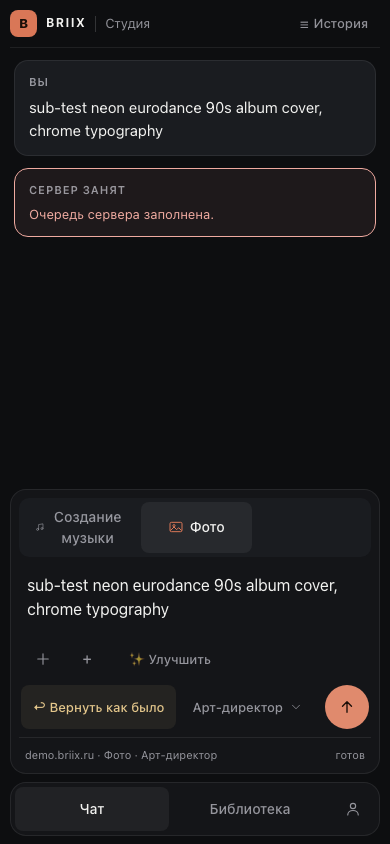 B BRIIX Студия ≡ История
ВЫ
sub-test neon eurodance 90s album cover,
chrome typography
СЕРВЕР ЗАНЯТ
Очередь сервера заполнена.
Создание
музыки
Фото
sub-test neon eurodance 90s album cover,
chrome typography
+ + ✨ Улучшить
↩ Вернуть как было Арт-директор
demo.briix.ru · Фото · Арт-директор готов
Чат Библиотека